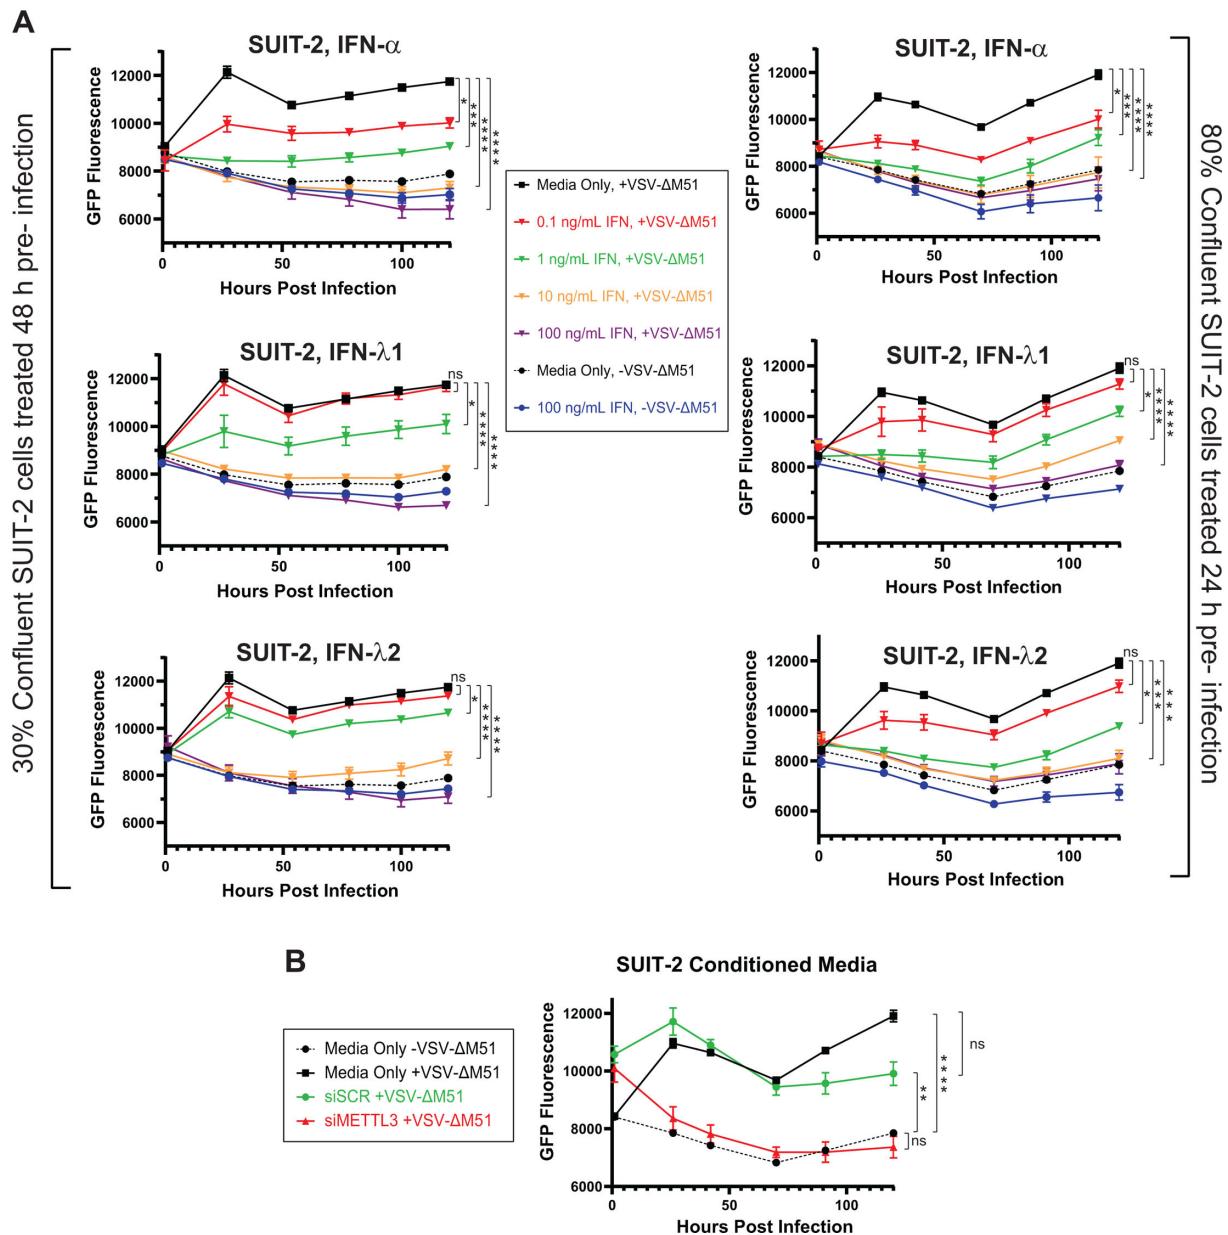 A
30% Confluent SUIT-2 cells treated 48 h pre- infection
SUIT-2, IFN-α
GFP Fluorescence
12000
10000
8000
6000
0
50
100
Hours Post Infection
*
***
****
****
SUIT-2, IFN-λ1
GFP Fluorescence
12000
10000
8000
6000
0
50
100
Hours Post Infection
ns
*
****
****
SUIT-2, IFN-λ2
GFP Fluorescence
12000
10000
8000
6000
0
50
100
Hours Post Infection
ns
*
****
****
Media Only, +VSV-ΔM51
0.1 ng/mL IFN, +VSV-ΔM51
1 ng/mL IFN, +VSV-ΔM51
10 ng/mL IFN, +VSV-ΔM51
100 ng/mL IFN, +VSV-ΔM51
Media Only, -VSV-ΔM51
100 ng/mL IFN, -VSV-ΔM51
SUIT-2, IFN-α
GFP Fluorescence
12000
10000
8000
6000
0
50
100
Hours Post Infection
*
***
****
****
SUIT-2, IFN-λ1
GFP Fluorescence
12000
10000
8000
6000
0
50
100
Hours Post Infection
ns
*
****
****
SUIT-2, IFN-λ2
GFP Fluorescence
12000
10000
8000
6000
0
50
100
Hours Post Infection
ns
*
***
***
80% Confluent SUIT-2 cells treated 24 h pre- infection
B
Media Only -VSV-ΔM51
Media Only +VSV-ΔM51
siSCR +VSV-ΔM51
siMETTL3 +VSV-ΔM51
SUIT-2 Conditioned Media
GFP Fluorescence
12000
10000
8000
6000
0
50
100
Hours Post Infection
ns
**
****
ns